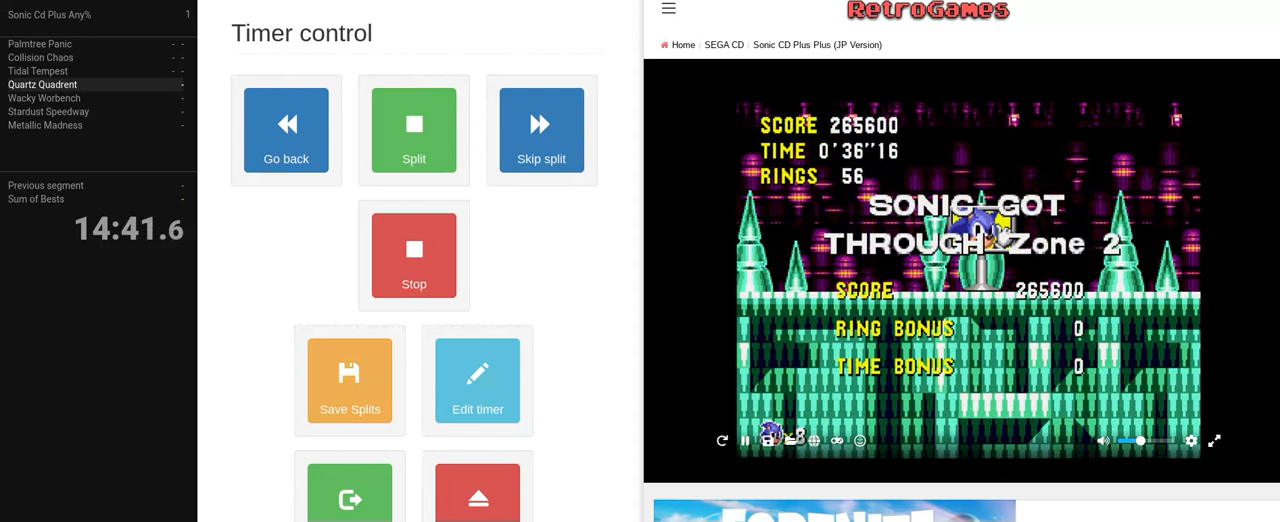 Sonic Cd Plus Any% 1
Palmtree Panic - -
Collision Chaos - -
Tidal Tempest - -
Quartz Quadrent -
Wacky Worbench -
Stardust Speedway -
Metallic Madness -
Previous segment -
Sum of Bests -
14:41.6
Timer control
Go back
Split
Skip split
Stop
Save Splits
Edit timer
RetroGames
Home / SEGA CD / Sonic CD Plus Plus (JP Version)
SCORE 265600
TIME 0'36"16
RINGS 56
SONIC GOT
THROUGH Zone 2
SCORE 265600
RING BONUS 0
TIME BONUS 0
8